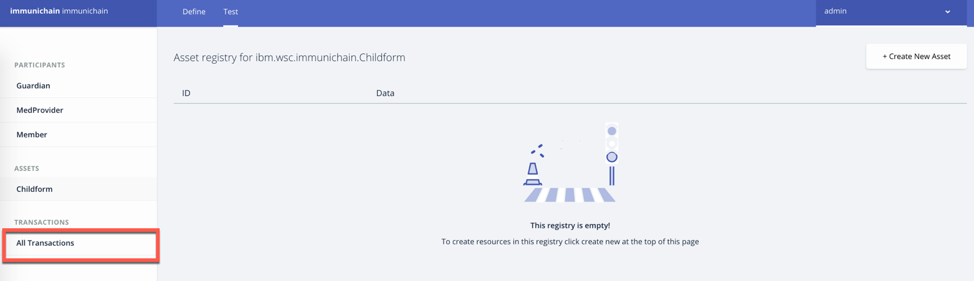 immunichain immunichain
Define
Test
admin
PARTICIPANTS
Guardian
MedProvider
Member
ASSETS
Childform
TRANSACTIONS
All Transactions
Asset registry for ibm.wsc.immunichain.Childform
+ Create New Asset
ID
Data
This registry is empty!
To create resources in this registry click create new at the top of this page